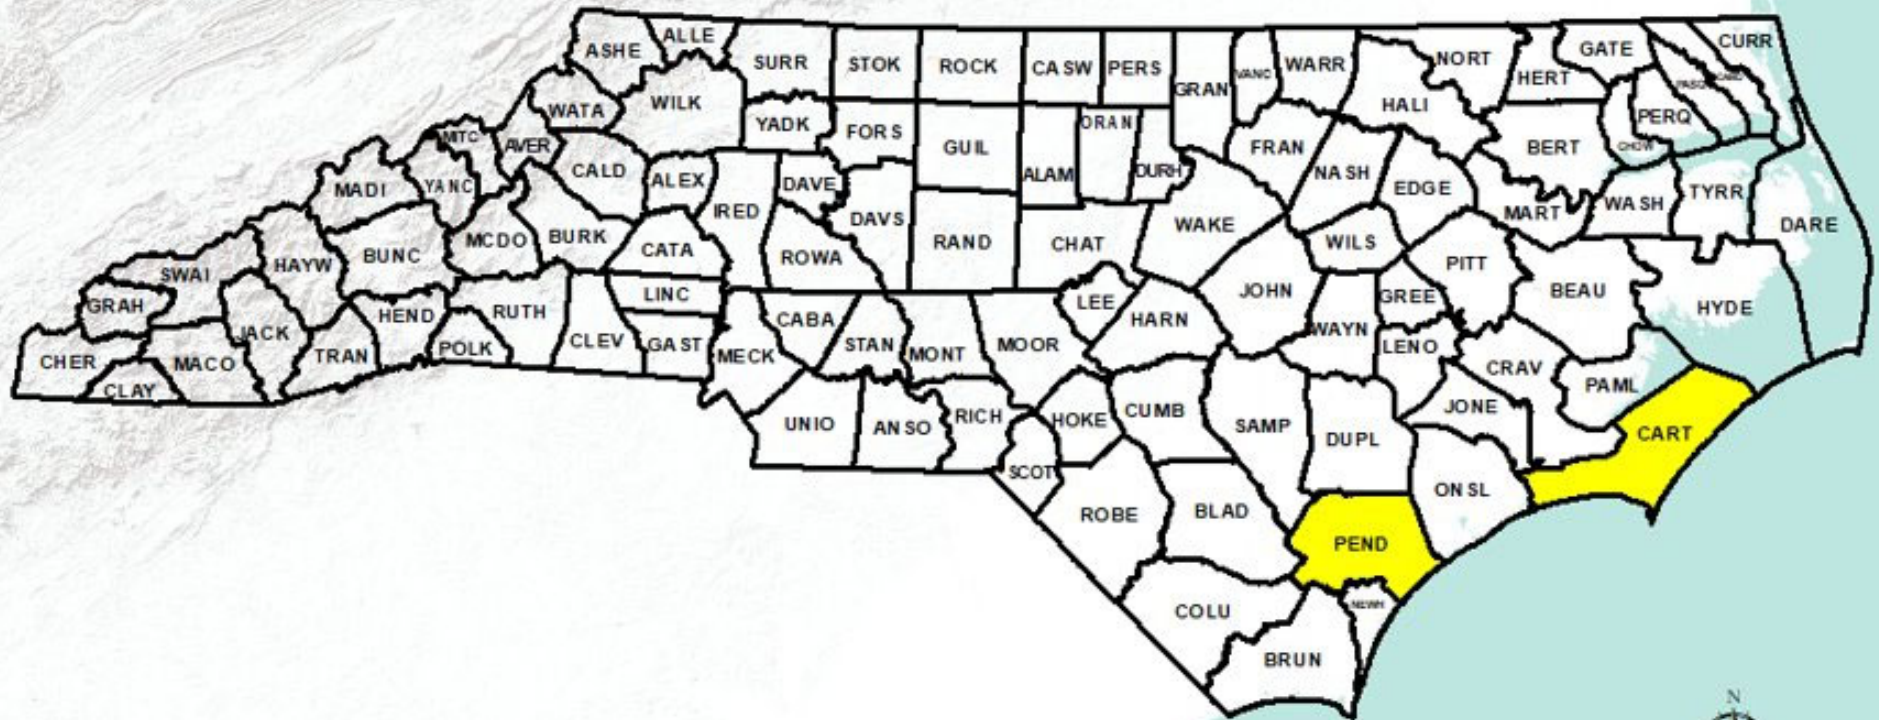 ASHE ALLE SURR STOK ROCK CASW PERS GRAN VANC WARR NORT HERT GATE CURR
WATA WILK YADK FORS HALI PASQ PERQ
MITC AVER CALD ALEX IRED DAVE GUIL ALAM ORAN DURH FRAN NASH EDGE BERT CHOW
MADI YANC DAVS WAKE MART WASH TYRR DARE
SWAI HAYW BUNC MCDO BURK CATA ROWA RAND CHAT WILS PITT
GRAH JACK HEND RUTH LINC LEE HARN JOHN WAYN GREE BEAU HYDE
CHER CLAY MACO TRAN POLK CLEV GAST MECK CABA STAN MONT MOOR LENO CRAV PAML
UNIO ANSO RICH HOKE CUMB SAMP DUPL JONE CART
SCOT ROBE BLAD ONSL
PEND
COLU NEWH
BRUN
N